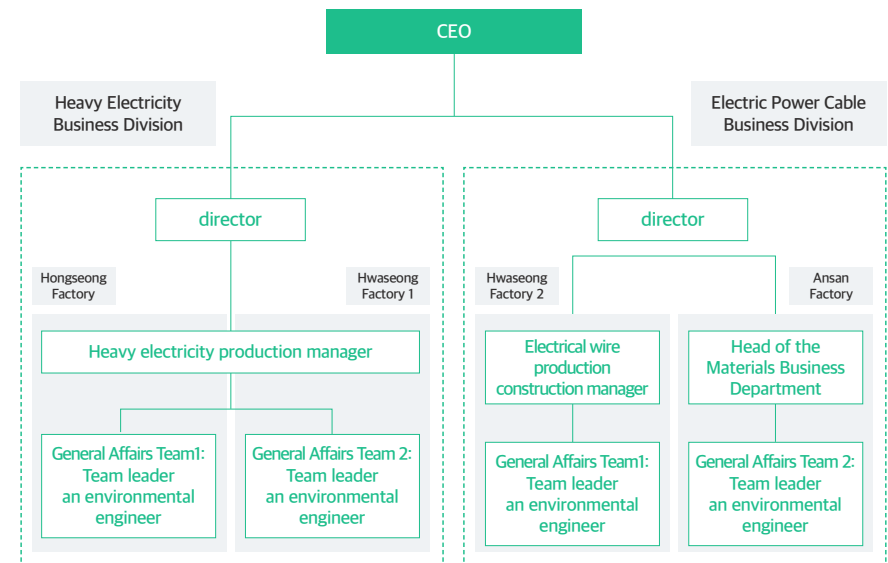 CEO
Heavy Electricity
Business Division
Electric Power Cable
Business Division
director
director
Hongseong
Factory
Hwaseong
Factory 1
Hwaseong
Factory 2
Ansan
Factory
Heavy electricity production manager
Electrical wire
production
construction manager
Head of the
Materials Business
Department
General Affairs Team1:
Team leader
an environmental
engineer
General Affairs Team 2:
Team leader
an environmental
engineer
General Affairs Team1:
Team leader
an environmental
engineer
General Affairs Team 2:
Team leader
an environmental
engineer